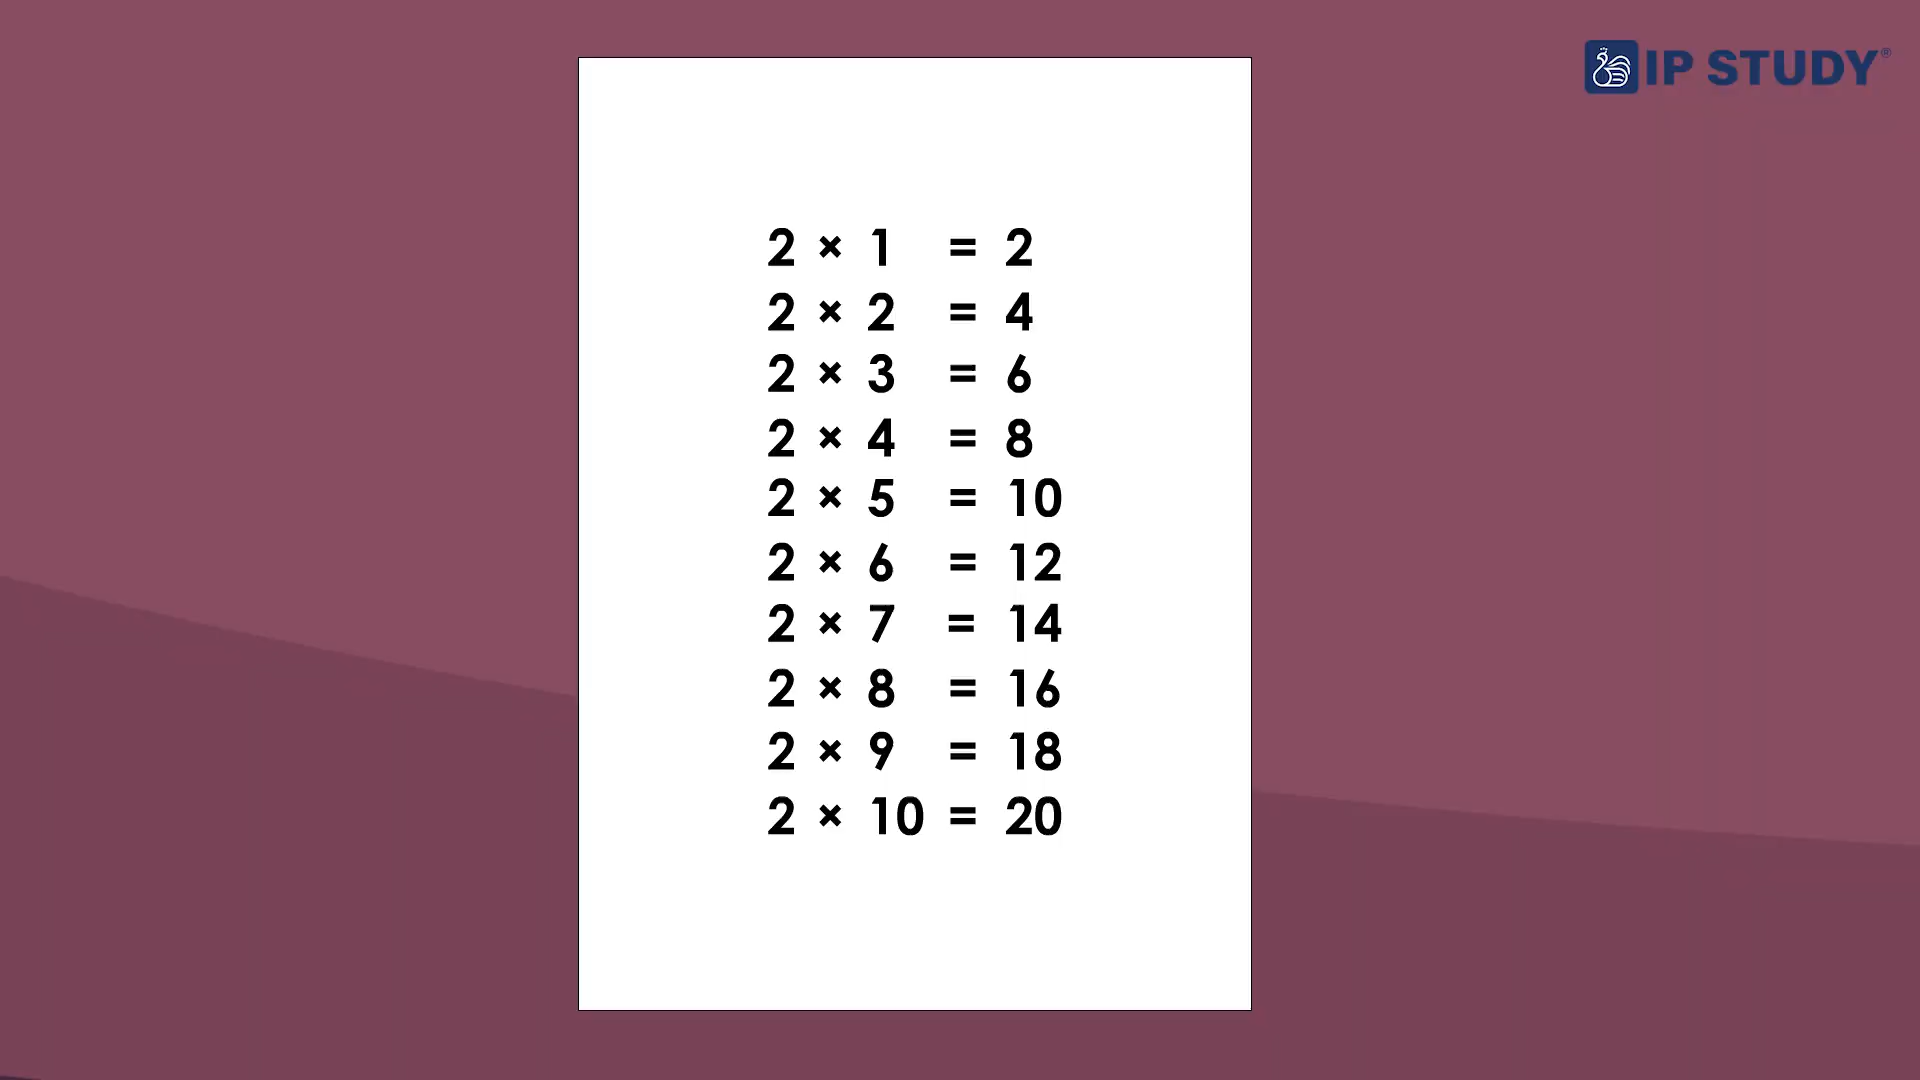 IP STUDY®
2 × 1 = 2
2 × 2 = 4
2 × 3 = 6
2 × 4 = 8
2 × 5 = 10
2 × 6 = 12
2 × 7 = 14
2 × 8 = 16
2 × 9 = 18
2 × 10 = 20